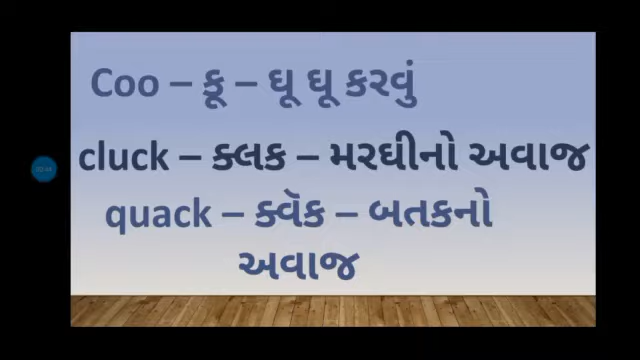 Coo – કૂ – ઘૂ ઘૂ કરવું
cluck – ક્લક – મરઘીનો અવાજ
quack – ક્વૅક – બતકનો
અવાજ